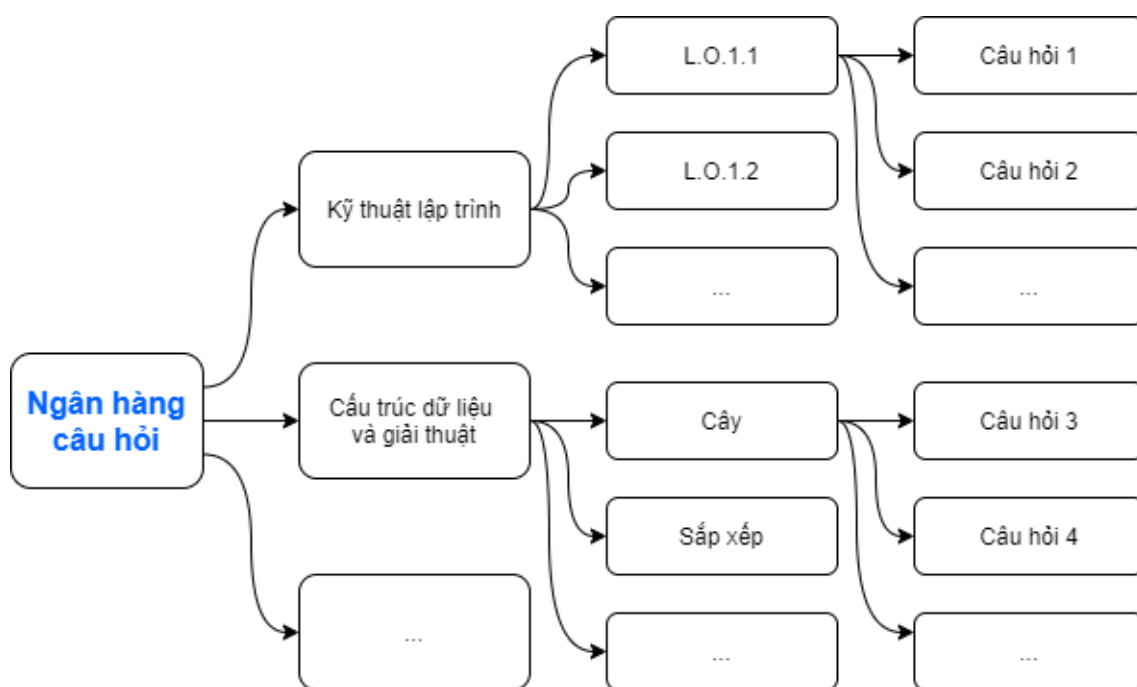 Ngân hàng
câu hỏi
Kỹ thuật lập trình
L.O.1.1
Câu hỏi 1
Câu hỏi 2
...
L.O.1.2
...
Cấu trúc dữ liệu
và giải thuật
Cây
Câu hỏi 3
Câu hỏi 4
...
Sắp xếp
...
...